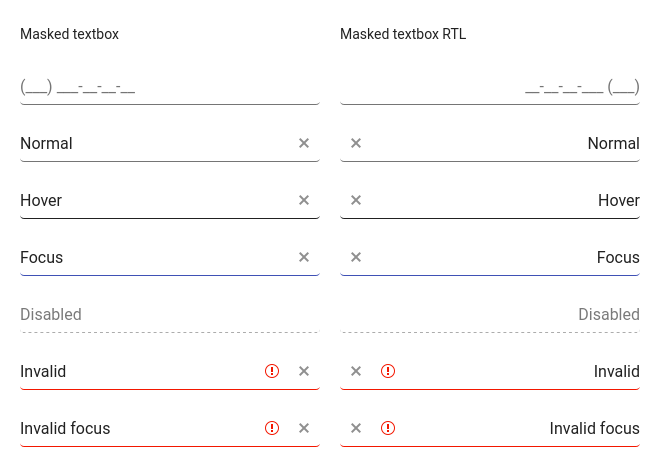 Masked textbox
Masked textbox RTL
(___) ___-__-__-__
__-__-__-___ (___)
Normal
Normal
Hover
Hover
Focus
Focus
Disabled
Disabled
Invalid
Invalid
Invalid focus
Invalid focus